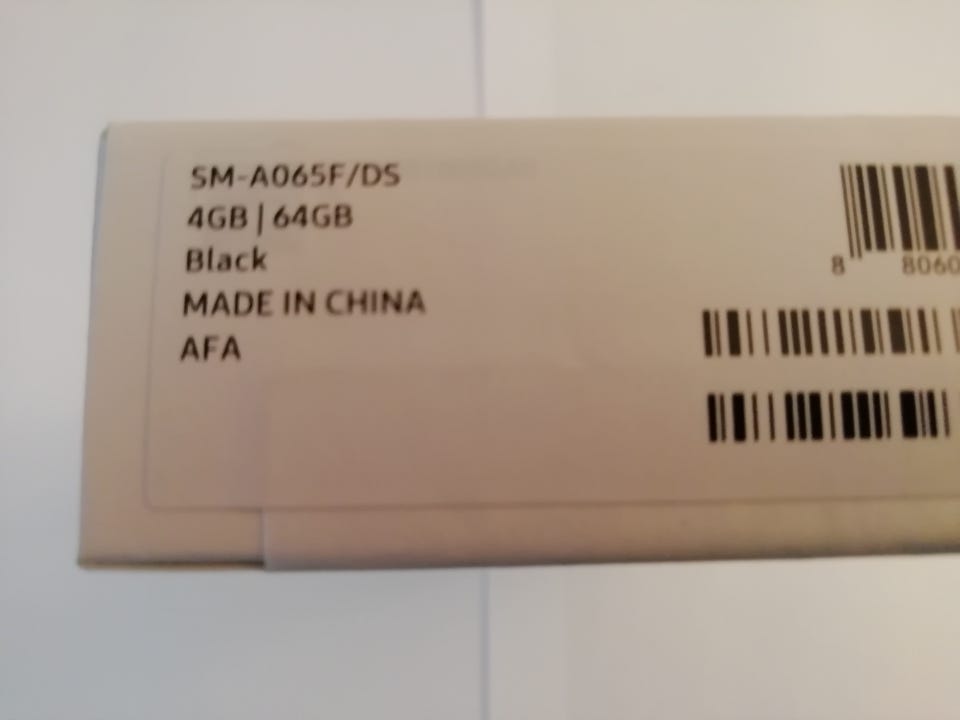 SM-A065F/DS
4GB | 64GB
Black
MADE IN CHINA
AFA
8 8060